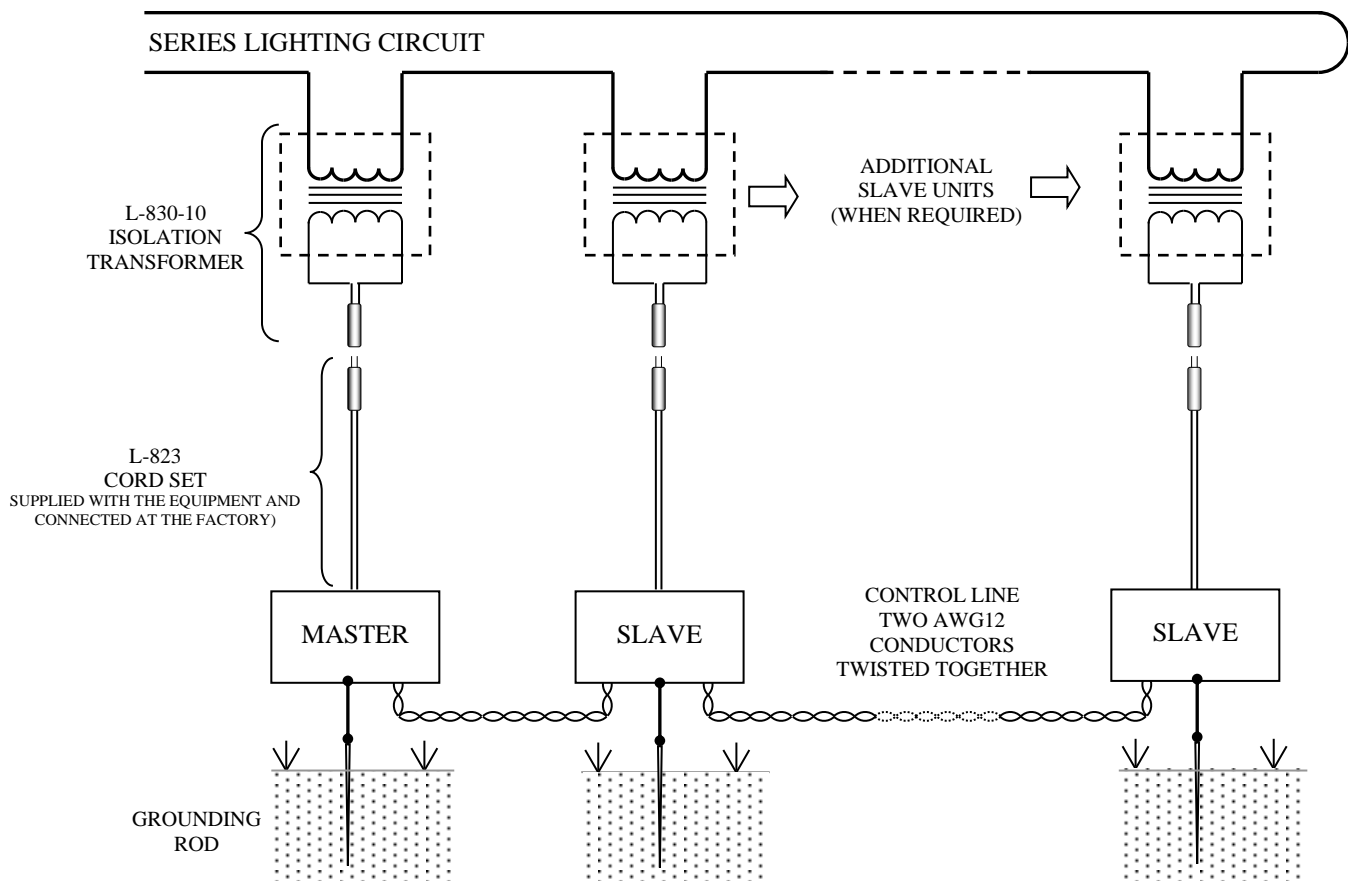 SERIES LIGHTING CIRCUIT
L-830-10
ISOLATION
TRANSFORMER
ADDITIONAL
SLAVE UNITS
(WHEN REQUIRED)
L-823
CORD SET
SUPPLIED WITH THE EQUIPMENT AND
CONNECTED AT THE FACTORY)
MASTER
SLAVE
CONTROL LINE
TWO AWG12
CONDUCTORS
TWISTED TOGETHER
SLAVE
GROUNDING
ROD